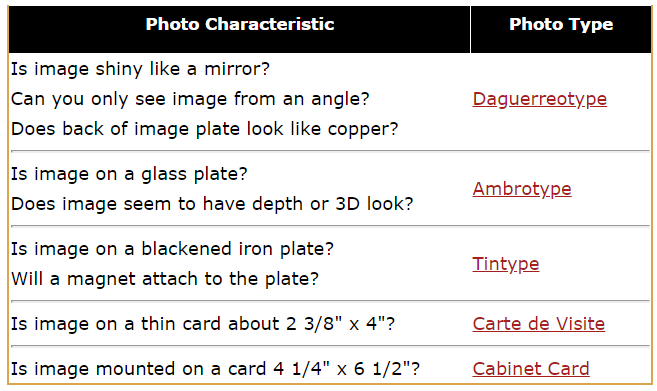 Photo Characteristic Photo Type
Is image shiny like a mirror?
Can you only see image from an angle?
Does back of image plate look like copper?
Daguerreotype
Is image on a glass plate?
Does image seem to have depth or 3D look?
Ambrotype
Is image on a blackened iron plate?
Will a magnet attach to the plate?
Tintype
Is image on a thin card about 2 3/8" x 4"? Carte de Visite
Is image mounted on a card 4 1/4" x 6 1/2"? Cabinet Card